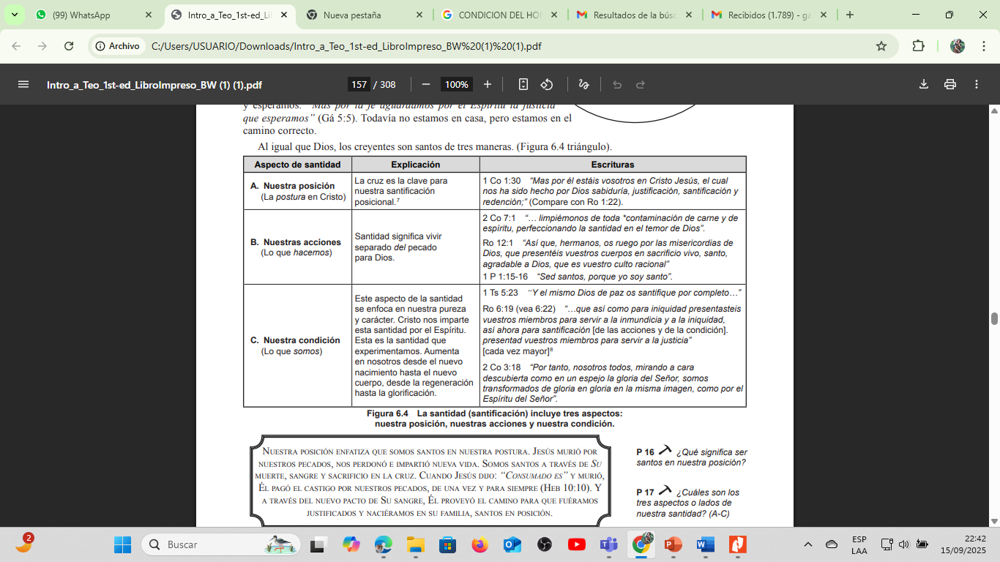 (99) WhatsApp
Intro_a_Teo_1st-ed_Li
Nueva pestaña
CONDICION DEL HO
Resultados de la búsc
Recibidos (1.789) - ga
Archivo
C:/Users/USUARIO/Downloads/Intro_a_Teo_1st-ed_LibroImpreso_BW%20(1)%20(1).pdf
Intro_a_Teo_1st-ed_LibroImpreso_BW (1) (1).pdf
157 / 308
100%
y esperamos. “Mas por la fe aguardamos por el Espíritu la justicia
que esperamos” (Gá 5:5). Todavía no estamos en casa, pero estamos en el
camino correcto.
Al igual que Dios, los creyentes son santos de tres maneras. (Figura 6.4 triángulo).
Aspecto de santidad
Explicación
Escrituras
A. Nuestra posición
(La postura en Cristo)
La cruz es la clave para
nuestra santificación
posicional.7
1 Co 1:30 “Mas por él estáis vosotros en Cristo Jesús, el cual
nos ha sido hecho por Dios sabiduría, justificación, santificación y
redención;” (Compare con Ro 1:22).
B. Nuestras acciones
(Lo que hacemos)
Santidad significa vivir
separado del pecado
para Dios.
2 Co 7:1 “… limpiémonos de toda *contaminación de carne y de
espíritu, perfeccionando la santidad en el temor de Dios”.
Ro 12:1 “Así que, hermanos, os ruego por las misericordias de
Dios, que presentéis vuestros cuerpos en sacrificio vivo, santo,
agradable a Dios, que es vuestro culto racional”
1 P 1:15-16 “Sed santos, porque yo soy santo”.
C. Nuestra condición
(Lo que somos)
Este aspecto de la santidad
se enfoca en nuestra pureza
y carácter. Cristo nos imparte
esta santidad por el Espíritu.
Esta es la santidad que
experimentamos. Aumenta
en nosotros desde el nuevo
nacimiento hasta el nuevo
cuerpo, desde la regeneración
hasta la glorificación.
1 Ts 5:23 “Y el mismo Dios de paz os santifique por completo…”
Ro 6:19 (vea 6:22) “…que así como para iniquidad presentasteis
vuestros miembros para servir a la inmundicia y a la iniquidad,
así ahora para santificación [de las acciones y de la condición].
presentad vuestros miembros para servir a la justicia”
[cada vez mayor]8
2 Co 3:18 “Por tanto, nosotros todos, mirando a cara
descubierta como en un espejo la gloria del Señor, somos
transformados de gloria en gloria en la misma imagen, como por el
Espíritu del Señor”.
Figura 6.4 La santidad (santificación) incluye tres aspectos:
nuestra posición, nuestras acciones y nuestra condición.
Nuestra posición enfatiza que somos santos en nuestra postura. Jesús murió por
nuestros pecados, nos perdonó e impartió nueva vida. Somos santos a través de Su
muerte, sangre y sacrificio en la cruz. Cuando Jesús dijo: “Consumado es” y murió,
Él pagó el castigo por nuestros pecados, de una vez y para siempre (Heb 10:10). Y
a través del nuevo pacto de Su sangre, Él proveyó el camino para que fuéramos
justificados y naciéramos en su familia, santos en posición.
P 16 ¿Qué significa ser
santos en nuestra posición?
P 17 ¿Cuáles son los
tres aspectos o lados de
nuestra santidad? (A-C)
2
Buscar
ESP
LAA
22:42
15/09/2025